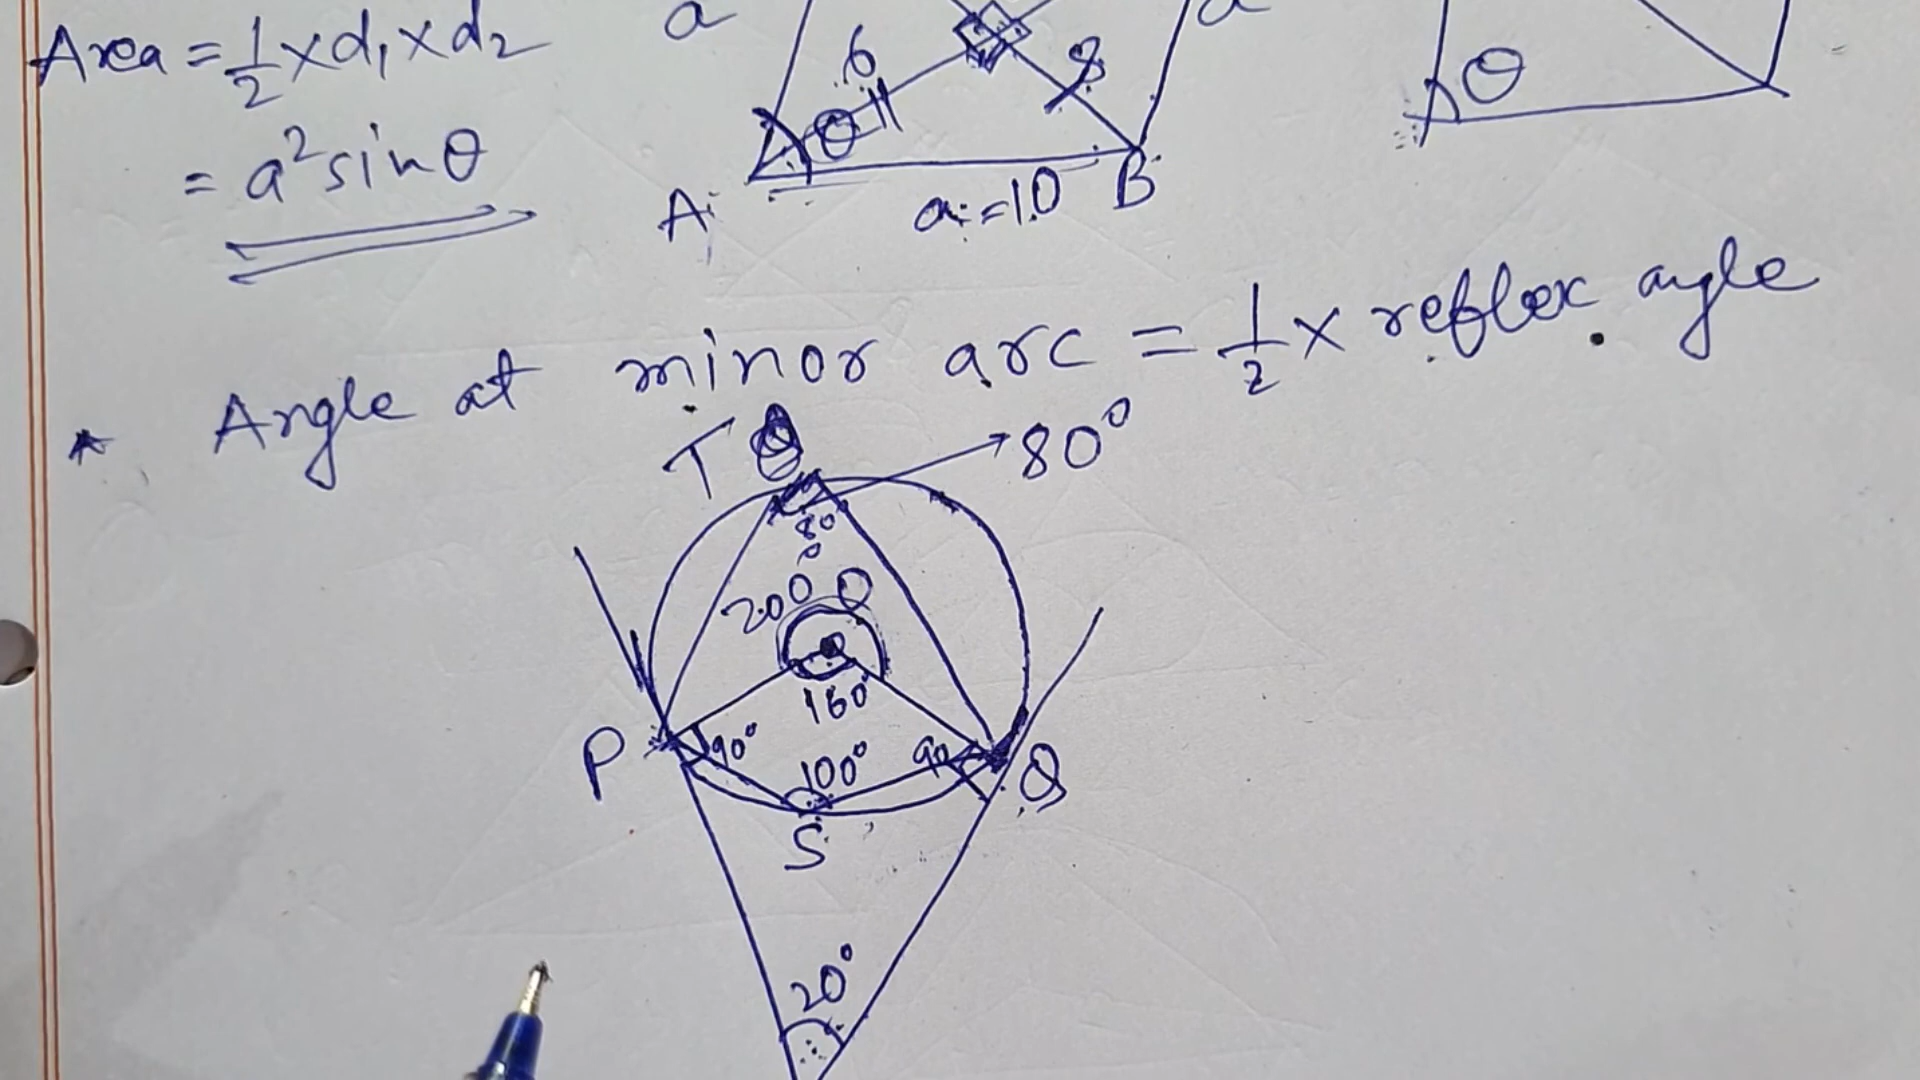 Area = 1/2 × d₁ × d₂
= a² sin θ
a
a
6
8
θ
A
a = 10
B
θ
* Angle at minor arc = 1/2 × reflex angle
T
80°
80°
200°
O
160°
P
90°
100°
90
Q
S
20°